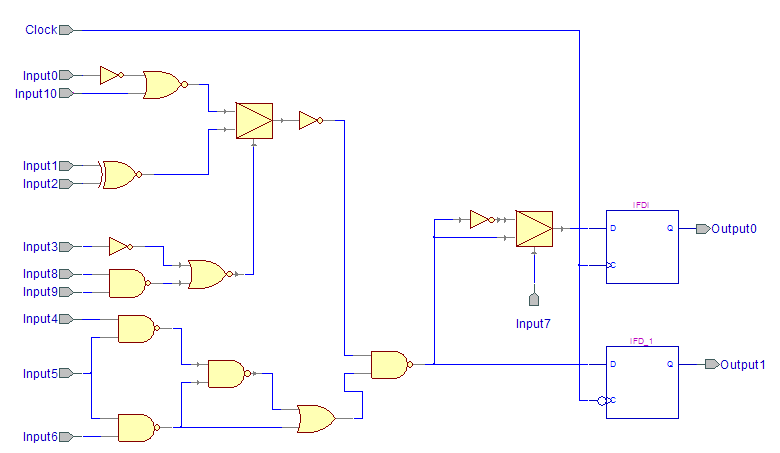 Clock
Input0
Input10
Input1
Input2
Input3
Input8
Input9
Input4
Input5
Input6
Input7
IFDI
D
Q
C
Output0
IFD_1
D
Q
C
Output1